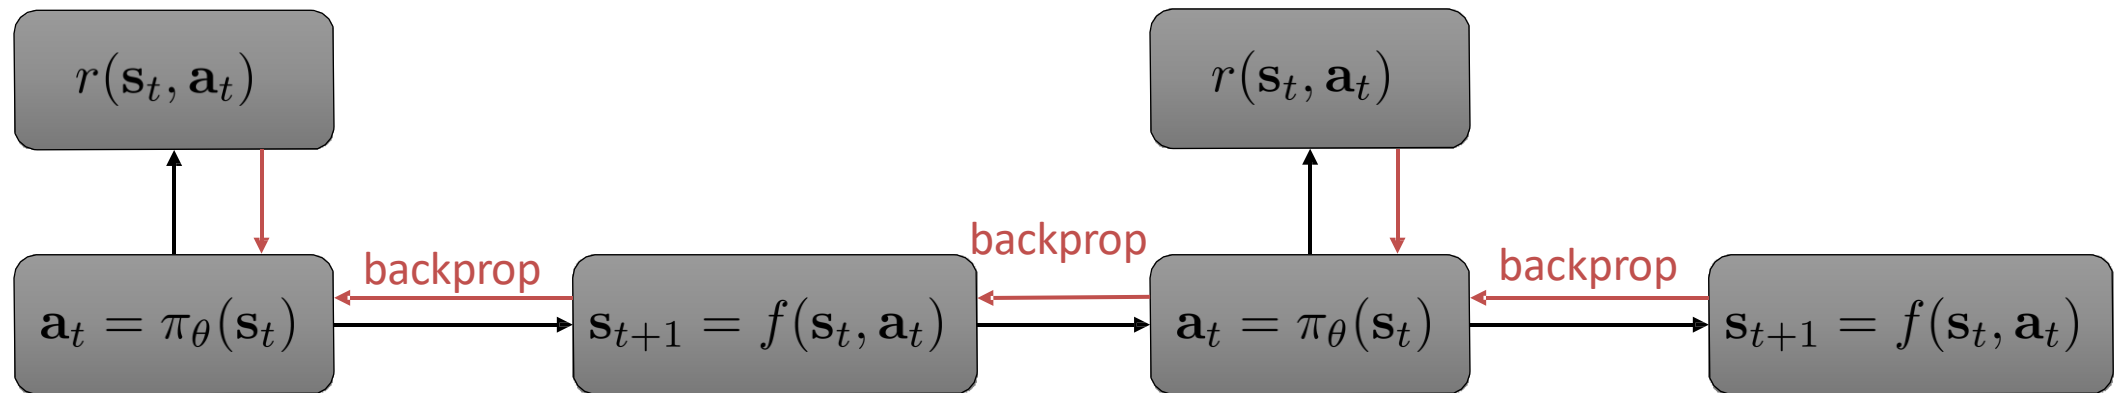 r(s_t, a_t)
r(s_t, a_t)
backprop
backprop
backprop
a_t = π_θ(s_t)
s_{t+1} = f(s_t, a_t)
a_t = π_θ(s_t)
s_{t+1} = f(s_t, a_t)